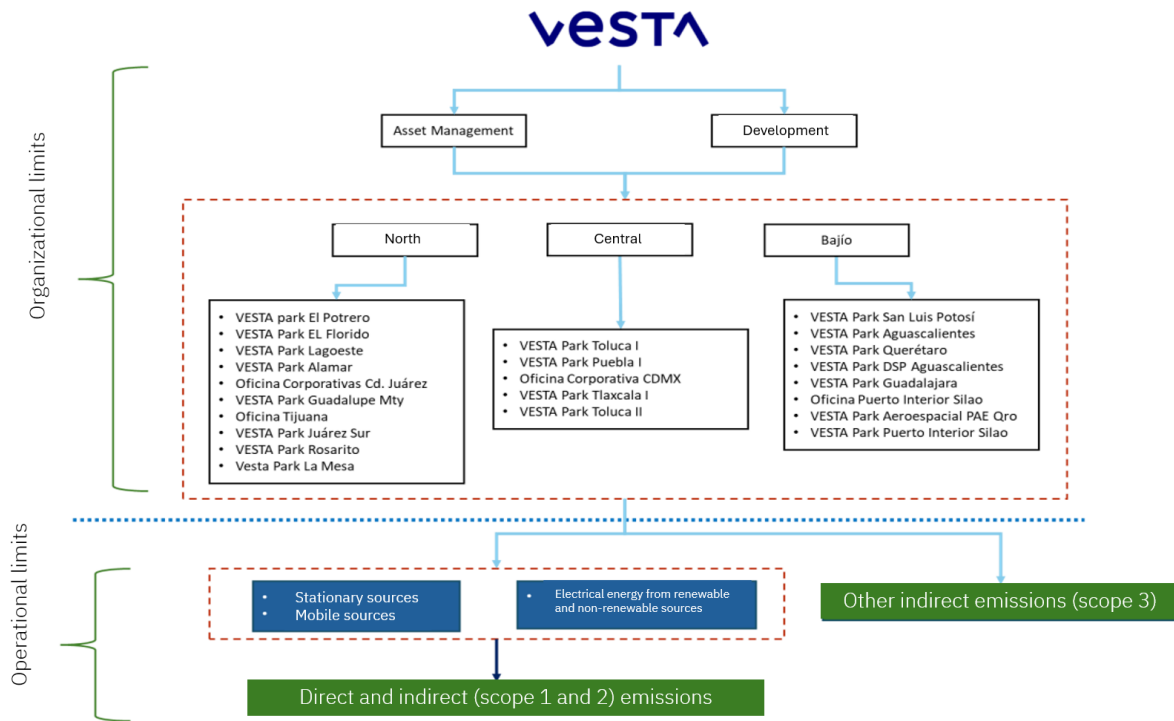 VESTA
Organizational limits
Asset Management
Development
North
Central
Bajío
• VESTA park El Potrero
• VESTA Park EL Florido
• VESTA Park Lagoeste
• VESTA Park Alamar
• Oficina Corporativas Cd. Juárez
• VESTA Park Guadalupe Mty
• Oficina Tijuana
• VESTA Park Juárez Sur
• VESTA Park Rosarito
• Vesta Park La Mesa
• VESTA Park Toluca I
• VESTA Park Puebla I
• Oficina Corporativa CDMX
• VESTA Park Tlaxcala I
• VESTA Park Toluca II
• VESTA Park San Luis Potosí
• VESTA Park Aguascalientes
• VESTA Park Querétaro
• VESTA Park DSP Aguascalientes
• VESTA Park Guadalajara
• Oficina Puerto Interior Silao
• VESTA Park Aeroespacial PAE Qro
• VESTA Park Puerto Interior Silao
Operational limits
• Stationary sources
• Mobile sources
• Electrical energy from renewable
and non-renewable sources
Other indirect emissions (scope 3)
Direct and indirect (scope 1 and 2) emissions